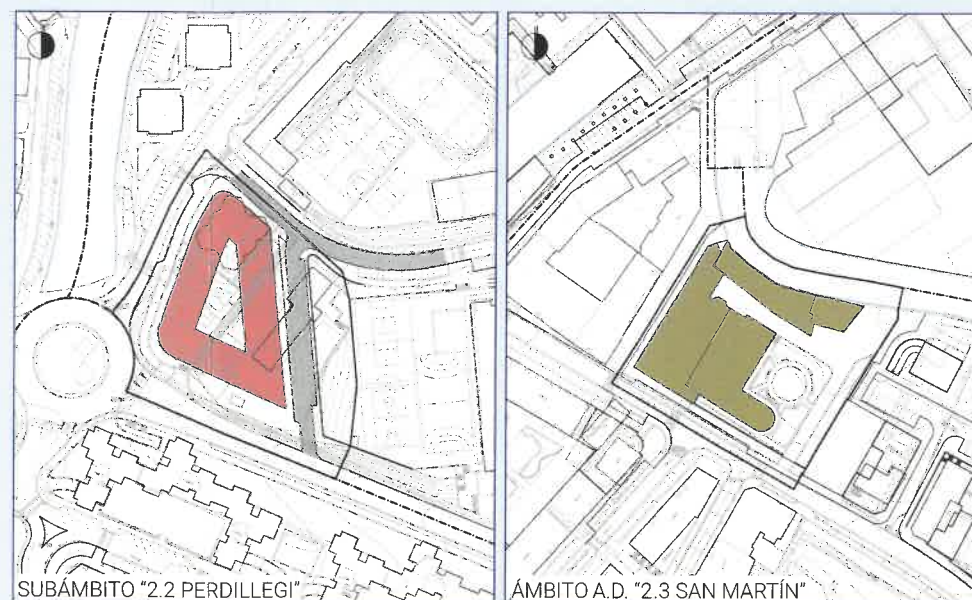 SUBÁMBITO "2.2 PERDILLEGI"
ÁMBITO A.D. "2.3 SAN MARTÍN"